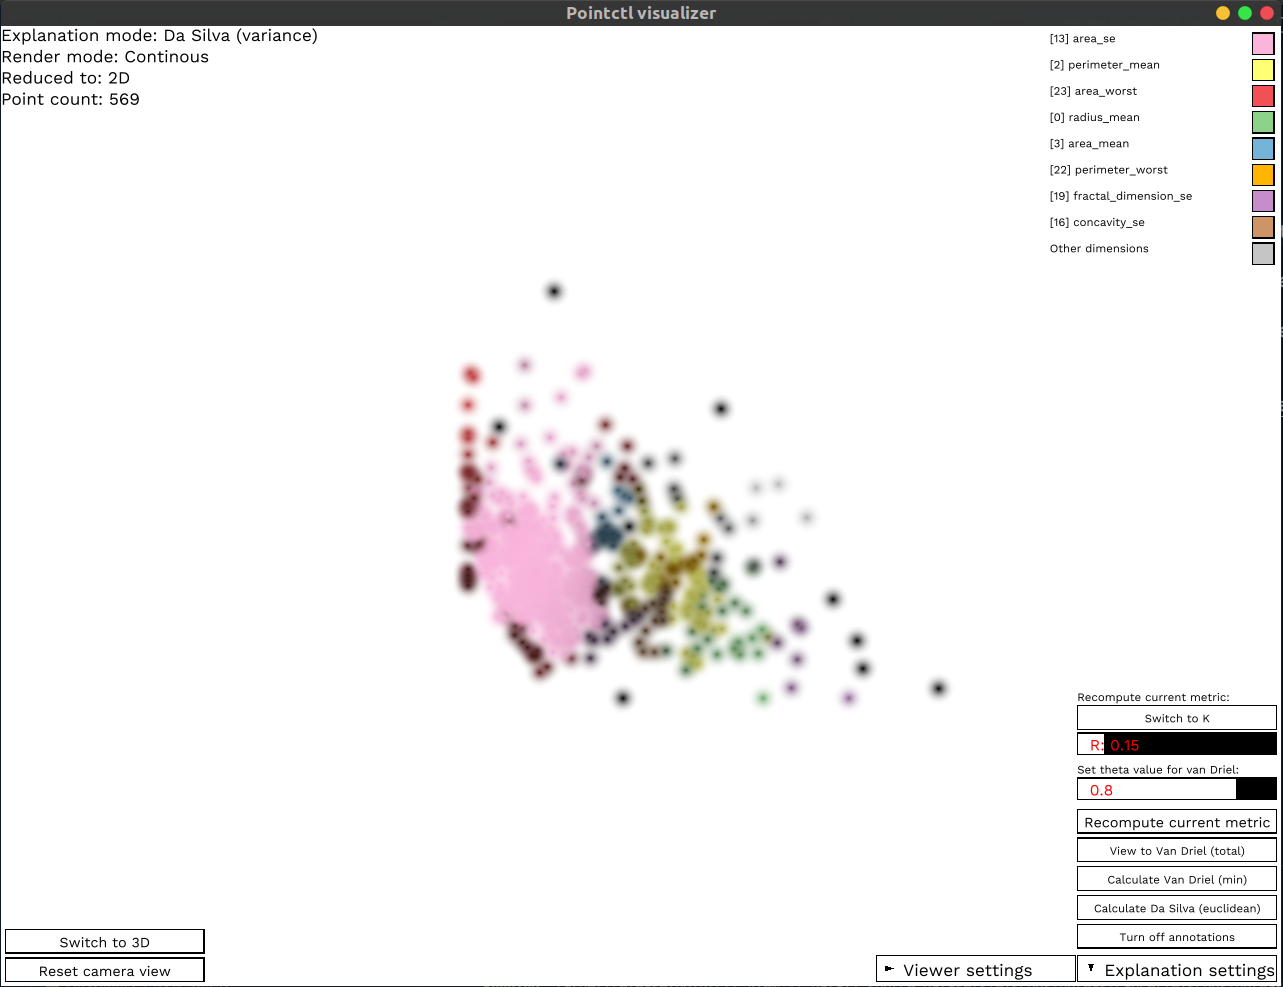 Pointctl visualizer
Explanation mode: Da Silva (variance)
Render mode: Continous
Reduced to: 2D
Point count: 569
[13] area_se
[2] perimeter_mean
[23] area_worst
[0] radius_mean
[3] area_mean
[22] perimeter_worst
[19] fractal_dimension_se
[16] concavity_se
Other dimensions
Recompute current metric:
Switch to K
R: 0.15
Set theta value for van Driel:
0.8
Recompute current metric
View to Van Driel (total)
Calculate Van Driel (min)
Calculate Da Silva (euclidean)
Turn off annotations
Switch to 3D
Reset camera view
Viewer settings
Explanation settings